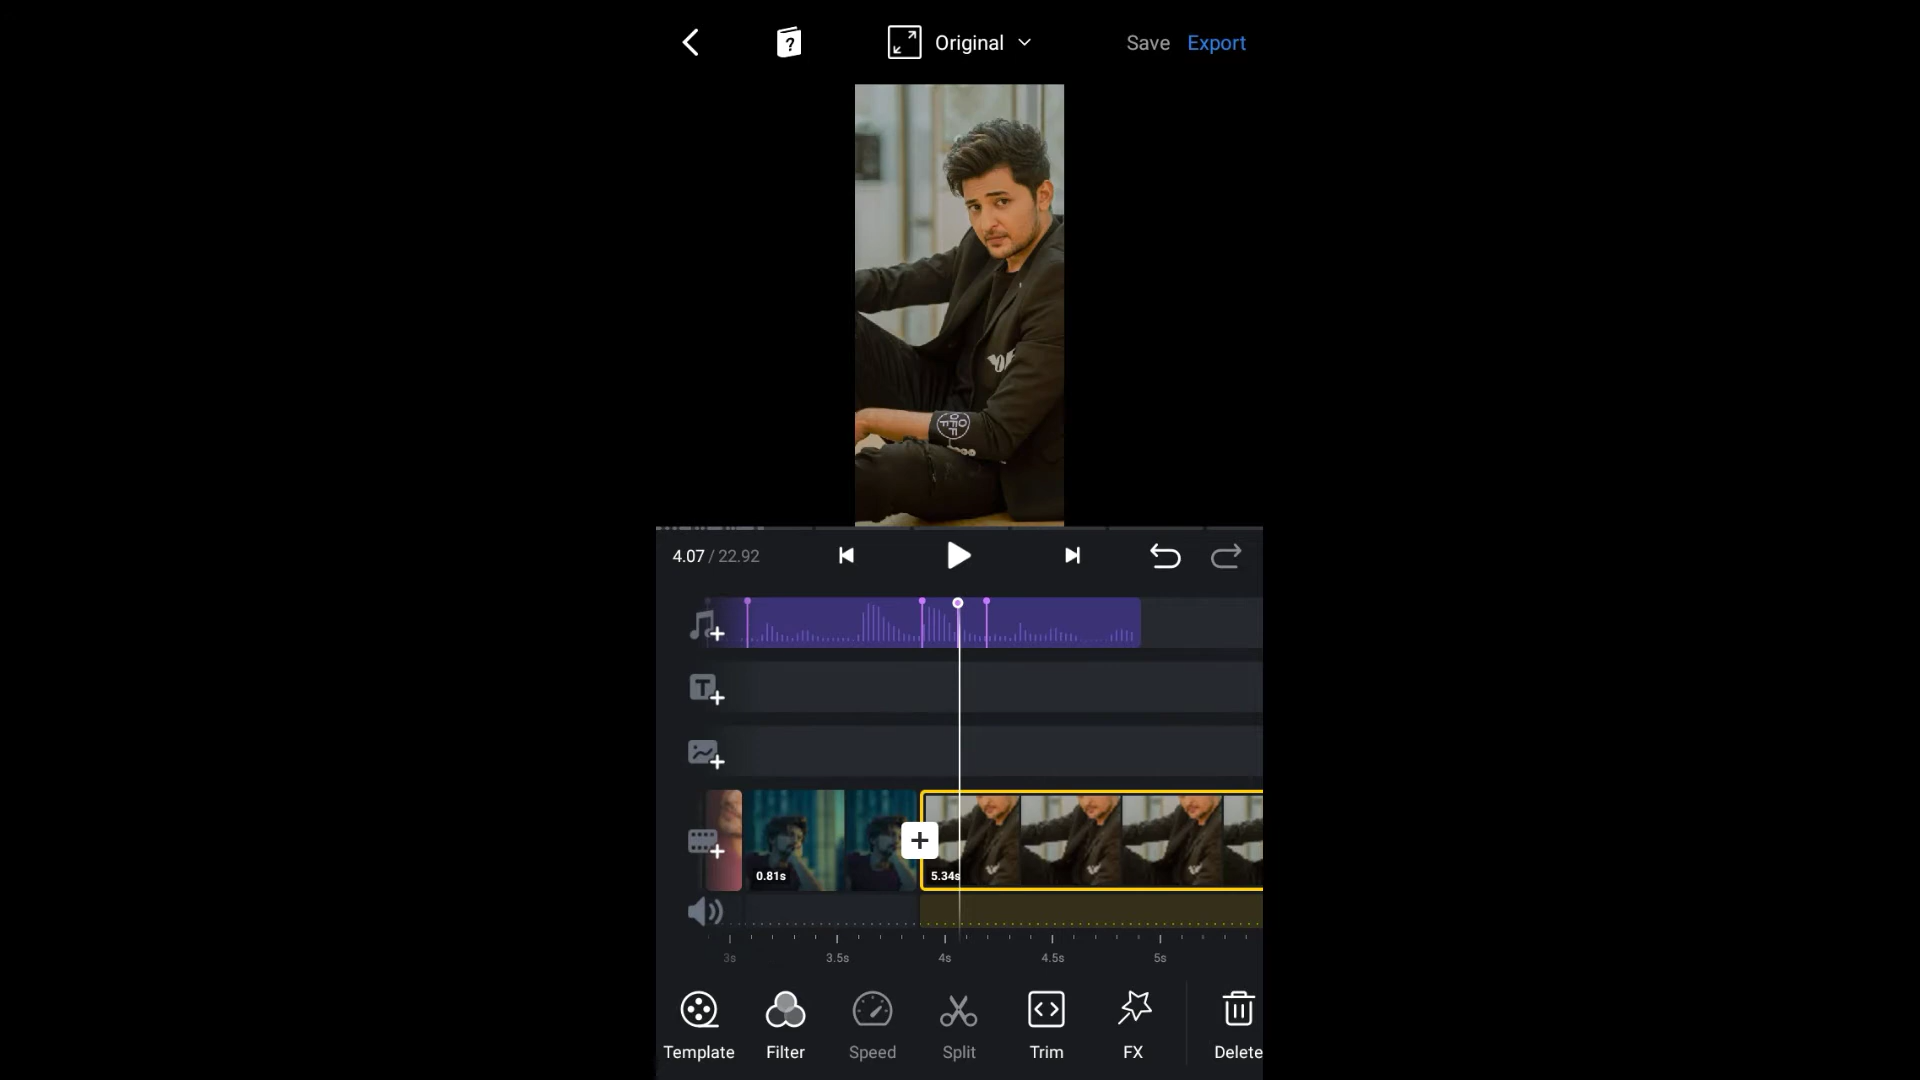 ?
Original
Save
Export
OFF
4.07 / 22.92
T
0.81s
5.34s
3s
3.5s
4s
4.5s
5s
Template
Filter
Speed
Split
Trim
FX
Delete